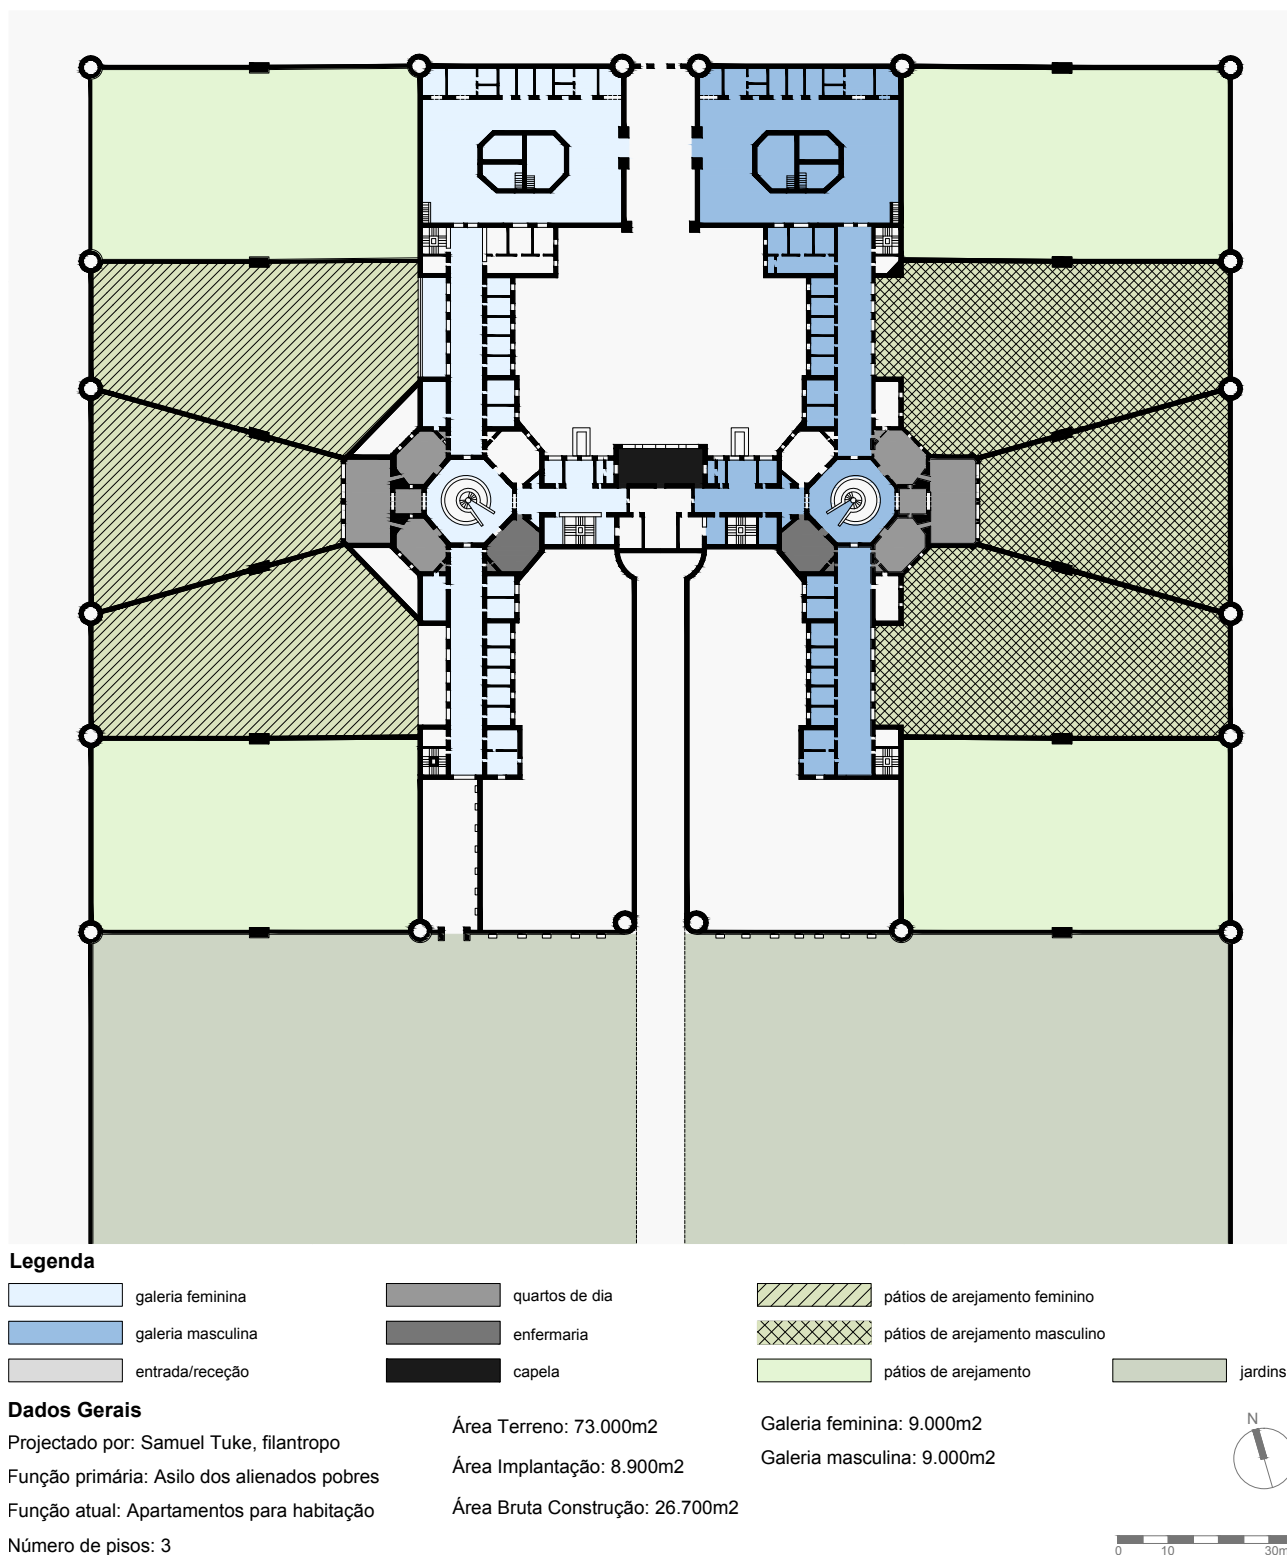 Legenda
galeria feminina
quartos de dia
pátios de arejamento feminino
galeria masculina
enfermaria
pátios de arejamento masculino
entrada/receção
capela
pátios de arejamento
jardins
Dados Gerais
Projectado por: Samuel Tuke, filantropo
Função primária: Asilo dos alienados pobres
Função atual: Apartamentos para habitação
Número de pisos: 3
Área Terreno: 73.000m2
Área Implantação: 8.900m2
Área Bruta Construção: 26.700m2
Galeria feminina: 9.000m2
Galeria masculina: 9.000m2
N
0 10 30m